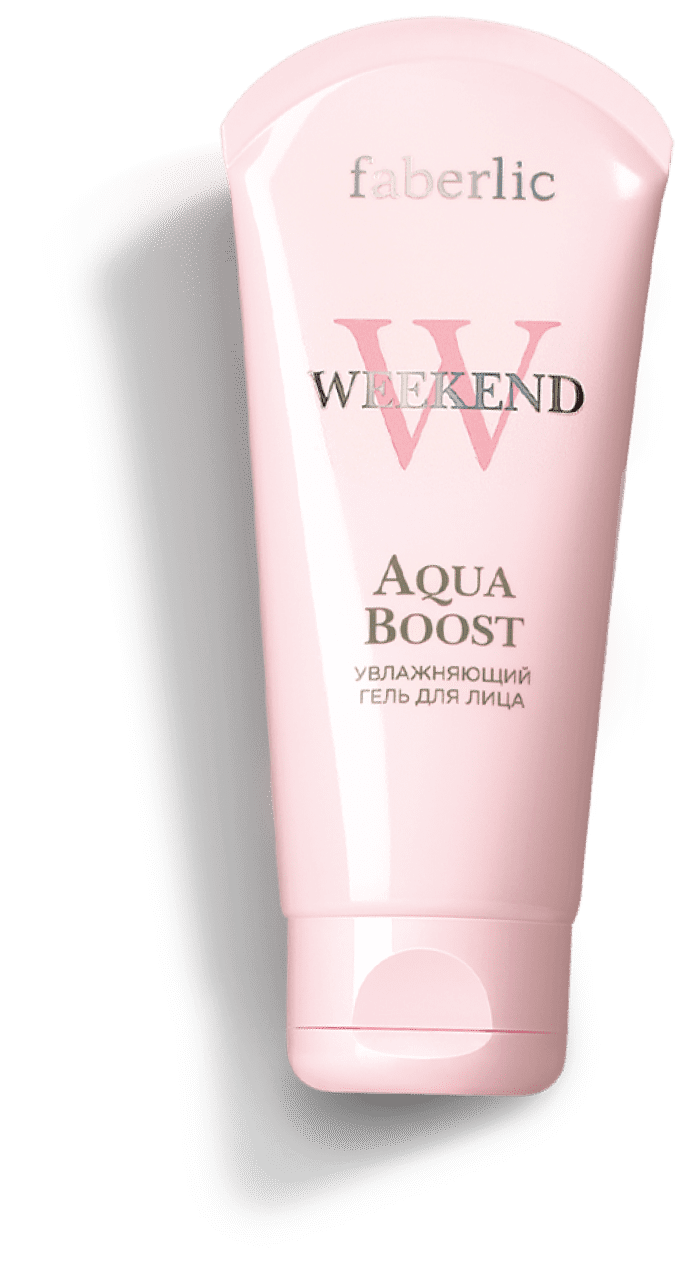 faberlic
W
WEEKEND
AQUA
BOOST
УВЛАЖНЯЮЩИЙ
ГЕЛЬ ДЛЯ ЛИЦА